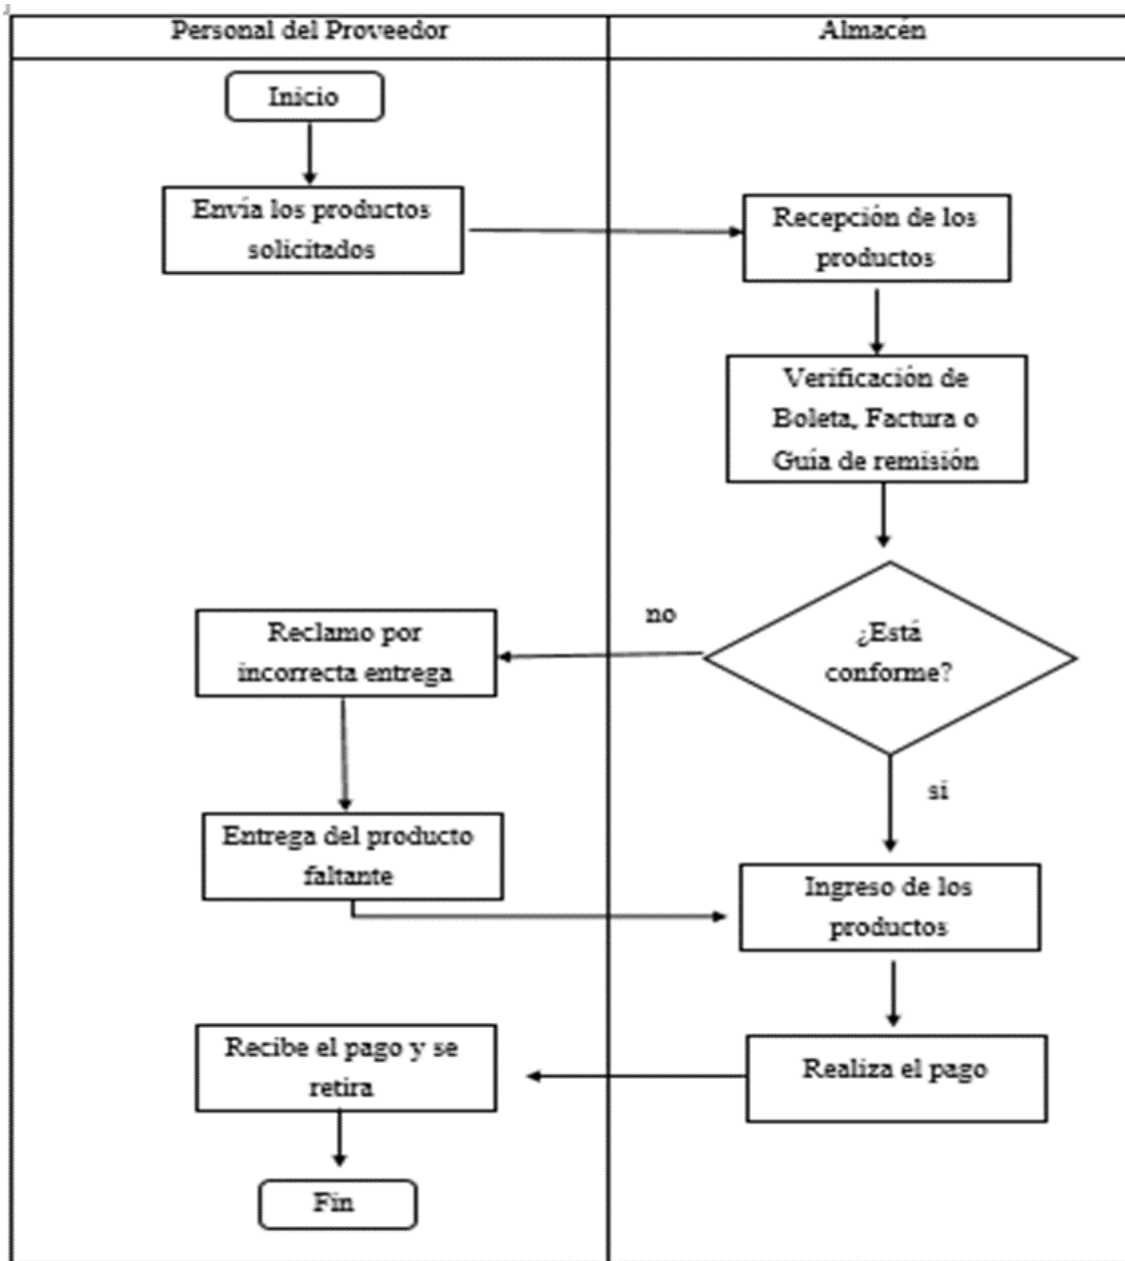 Personal del Proveedor
Almacén
Inicio
Envía los productos
solicitados
Recepción de los
productos
Verificación de
Boleta, Factura o
Guía de remisión
¿Está
conforme?
no
Reclamo por
incorrecta entrega
si
Entrega del producto
faltante
Ingreso de los
productos
Realiza el pago
Recibe el pago y se
retira
Fin